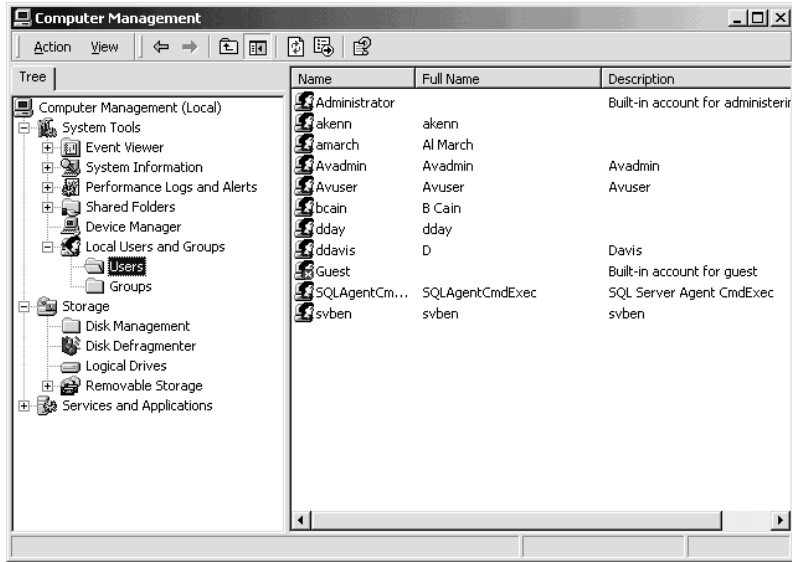 Computer Management
Action View
Tree
Computer Management (Local)
System Tools
Event Viewer
System Information
Performance Logs and Alerts
Shared Folders
Device Manager
Local Users and Groups
Users
Groups
Storage
Disk Management
Disk Defragmenter
Logical Drives
Removable Storage
Services and Applications
Name Full Name Description
Administrator Built-in account for administerin
akenn akenn
amarch Al March
Avadmin Avadmin Avadmin
Avuser Avuser Avuser
bcain B Cain
dday dday
ddavis D Davis
Guest Built-in account for guest
SQLAgentCm... SQLAgentCmdExec SQL Server Agent CmdExec
svben svben svben